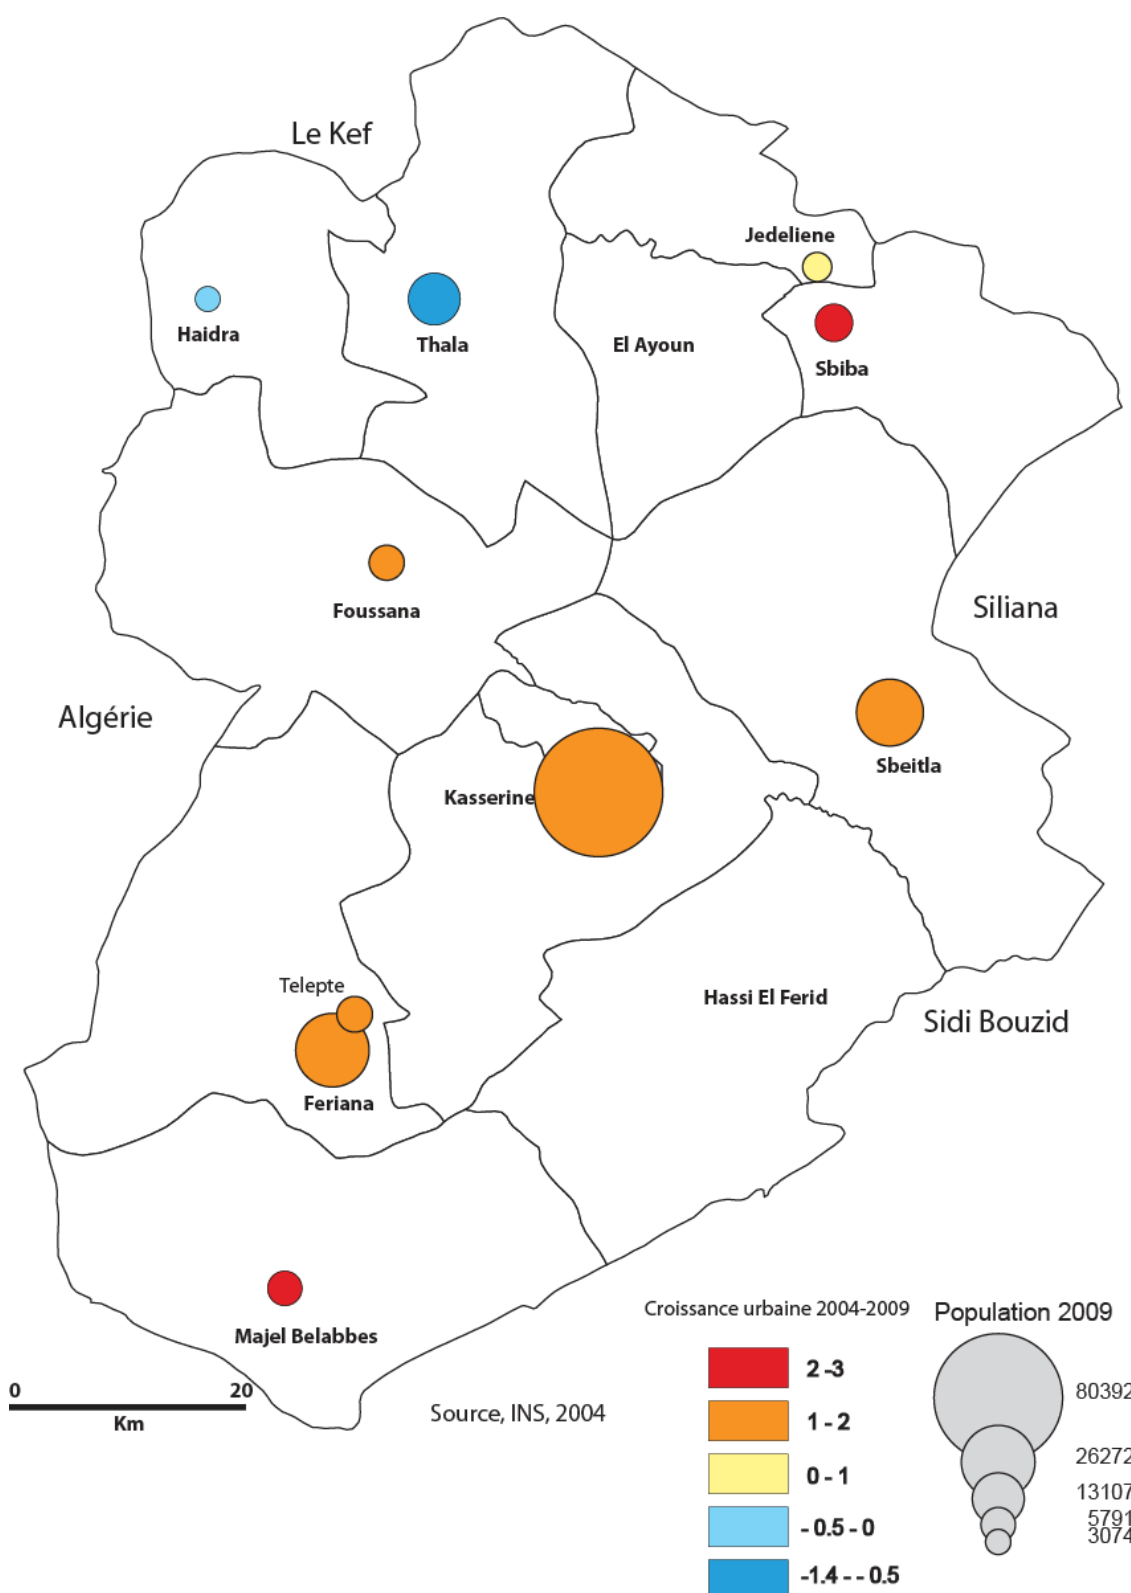 Le Kef
Jedeliene
Haidra
Thala
El Ayoun
Sbiba
Foussana
Siliana
Algérie
Sbeitla
Kasserine
Telepte
Hassi El Ferid
Sidi Bouzid
Feriana
Majel Belabbes
0 20
Km
Source, INS, 2004
Croissance urbaine 2004-2009
2 -3
1 - 2
0 - 1
- 0.5 - 0
-1.4 - - 0.5
Population 2009
80392
26272
13107
5791
3074